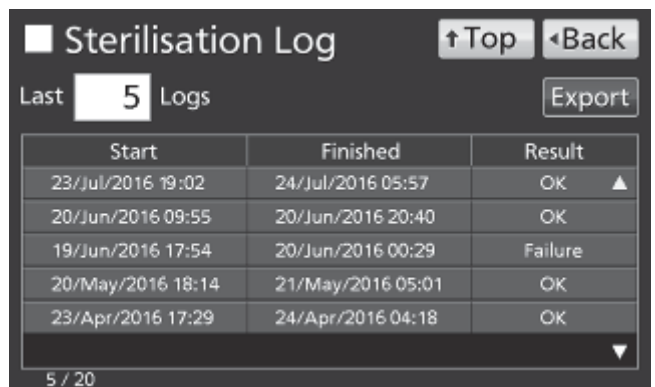 Sterilisation Log
Top
Back
Last 5 Logs
Export
Start Finished Result
23/Jul/2016 19:02 24/Jul/2016 05:57 OK
20/Jun/2016 09:55 20/Jun/2016 20:40 OK
19/Jun/2016 17:54 20/Jun/2016 00:29 Failure
20/May/2016 18:14 21/May/2016 05:01 OK
23/Apr/2016 17:29 24/Apr/2016 04:18 OK
5 / 20